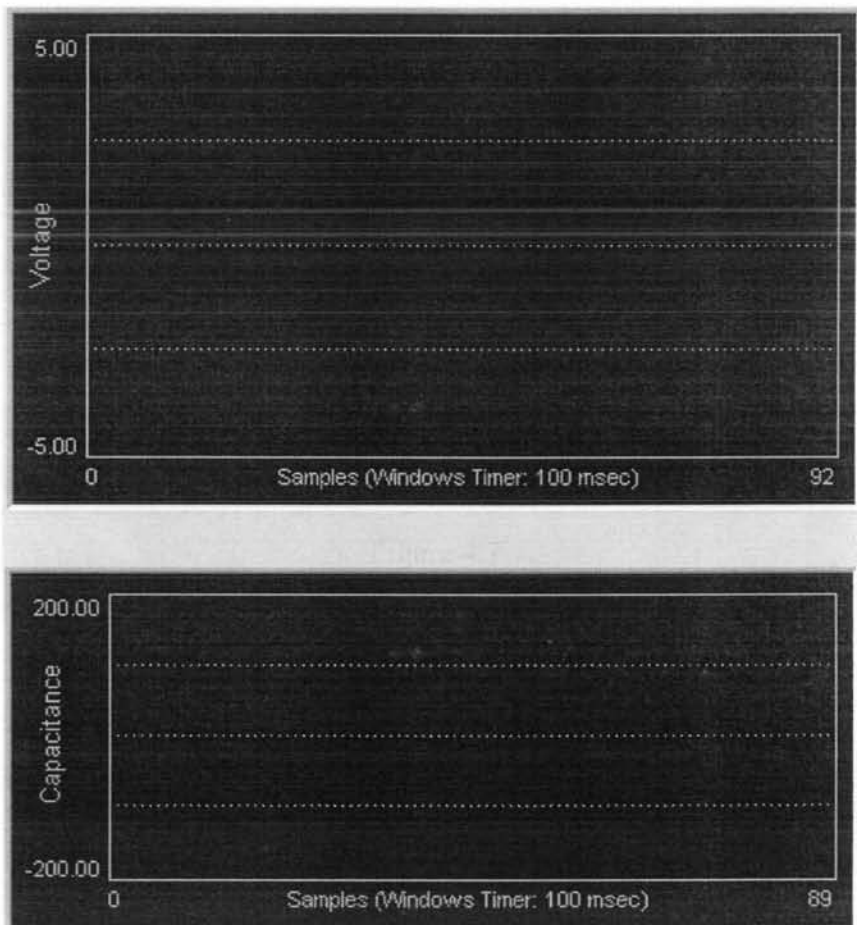 5.00
Voltage
-5.00
0 Samples (Windows Timer: 100 msec) 92
200.00
Capacitance
-200.00
0 Samples (Windows Timer: 100 msec) 89